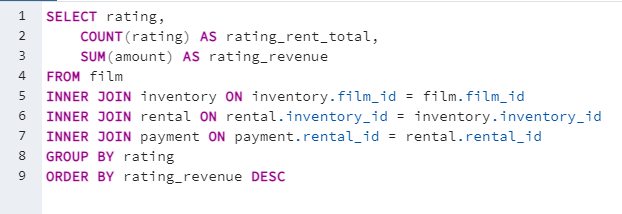 1 SELECT rating,
2 COUNT(rating) AS rating_rent_total,
3 SUM(amount) AS rating_revenue
4 FROM film
5 INNER JOIN inventory ON inventory.film_id = film.film_id
6 INNER JOIN rental ON rental.inventory_id = inventory.inventory_id
7 INNER JOIN payment ON payment.rental_id = rental.rental_id
8 GROUP BY rating
9 ORDER BY rating_revenue DESC